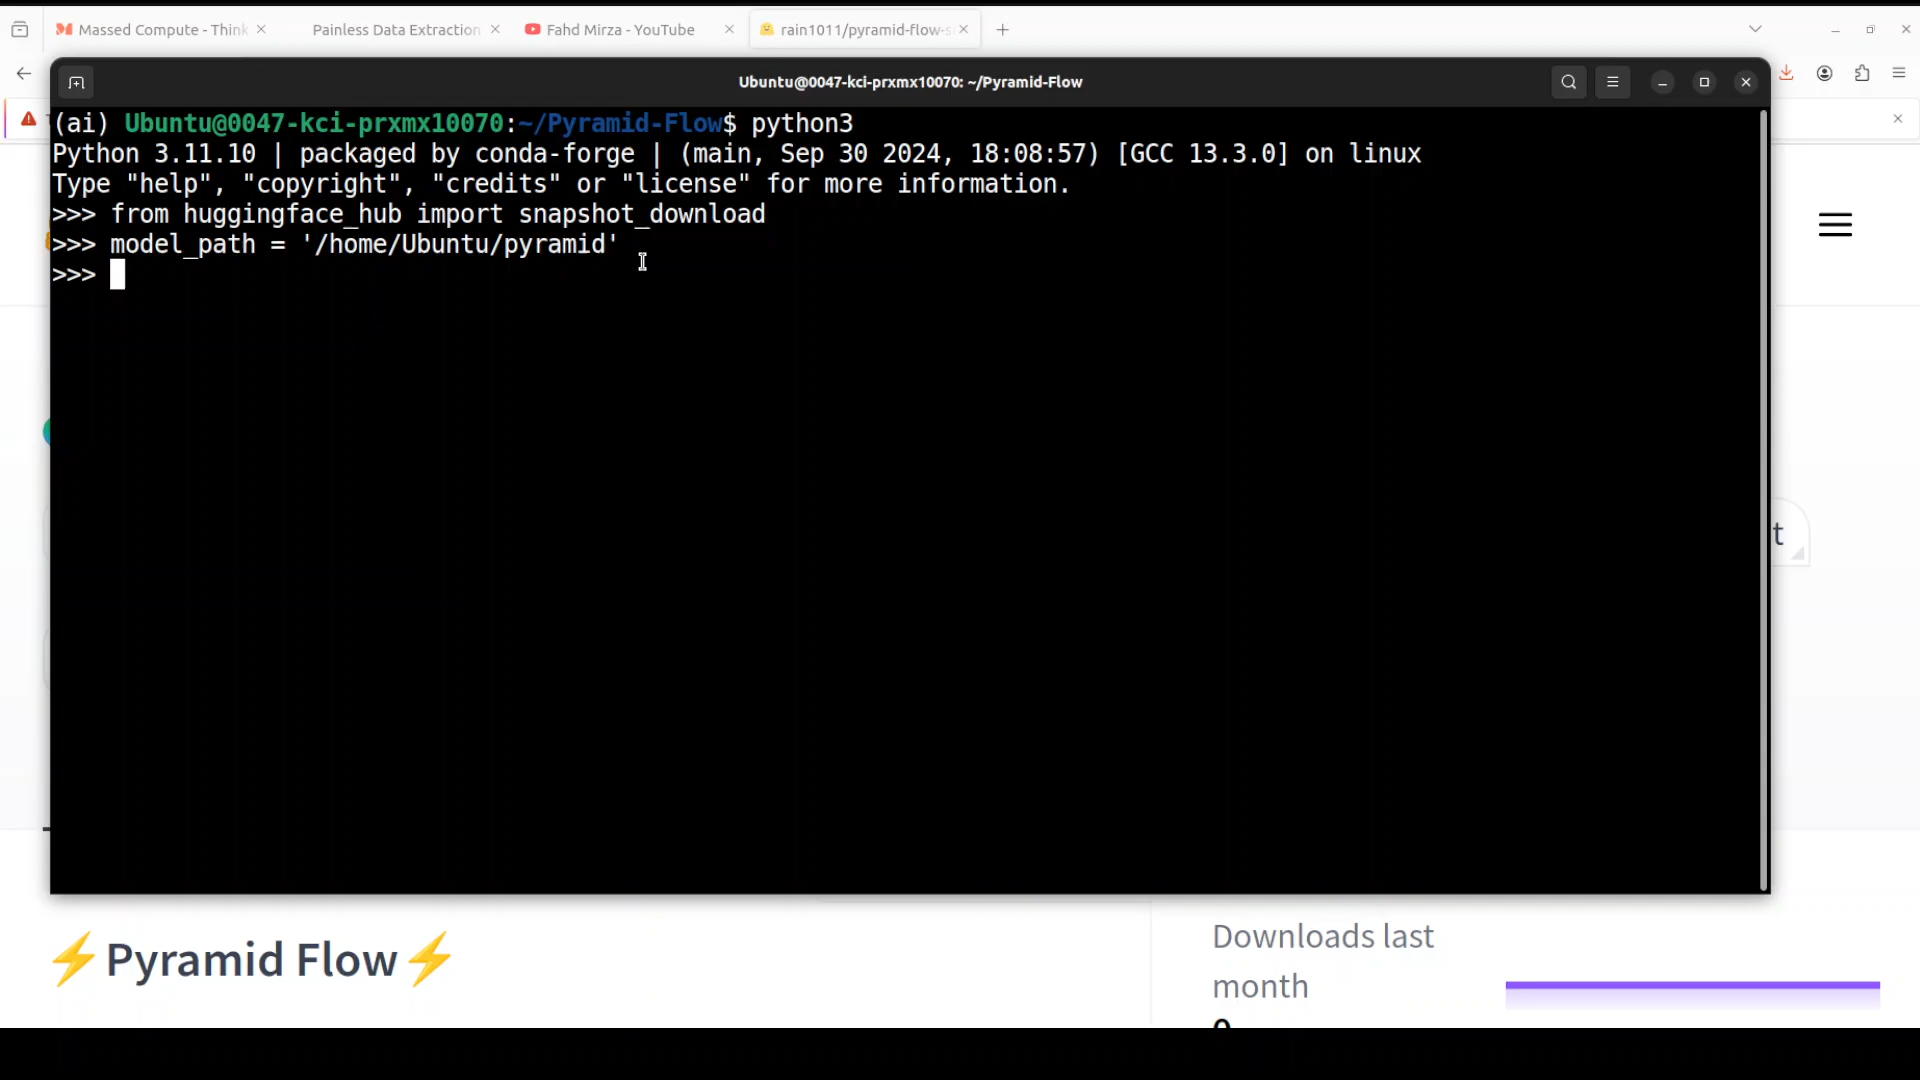 Massed Compute - Think
Painless Data Extraction
Fahd Mirza - YouTube
rain1011/pyramid-flow-s
Ubuntu@0047-kci-prxmx10070: ~/Pyramid-Flow
(ai) Ubuntu@0047-kci-prxmx10070:~/Pyramid-Flow$ python3
Python 3.11.10 | packaged by conda-forge | (main, Sep 30 2024, 18:08:57) [GCC 13.3.0] on linux
Type "help", "copyright", "credits" or "license" for more information.
>>> from huggingface_hub import snapshot_download
>>> model_path = '/home/Ubuntu/pyramid'
>>>
t
⚡Pyramid Flow⚡
Downloads last
month